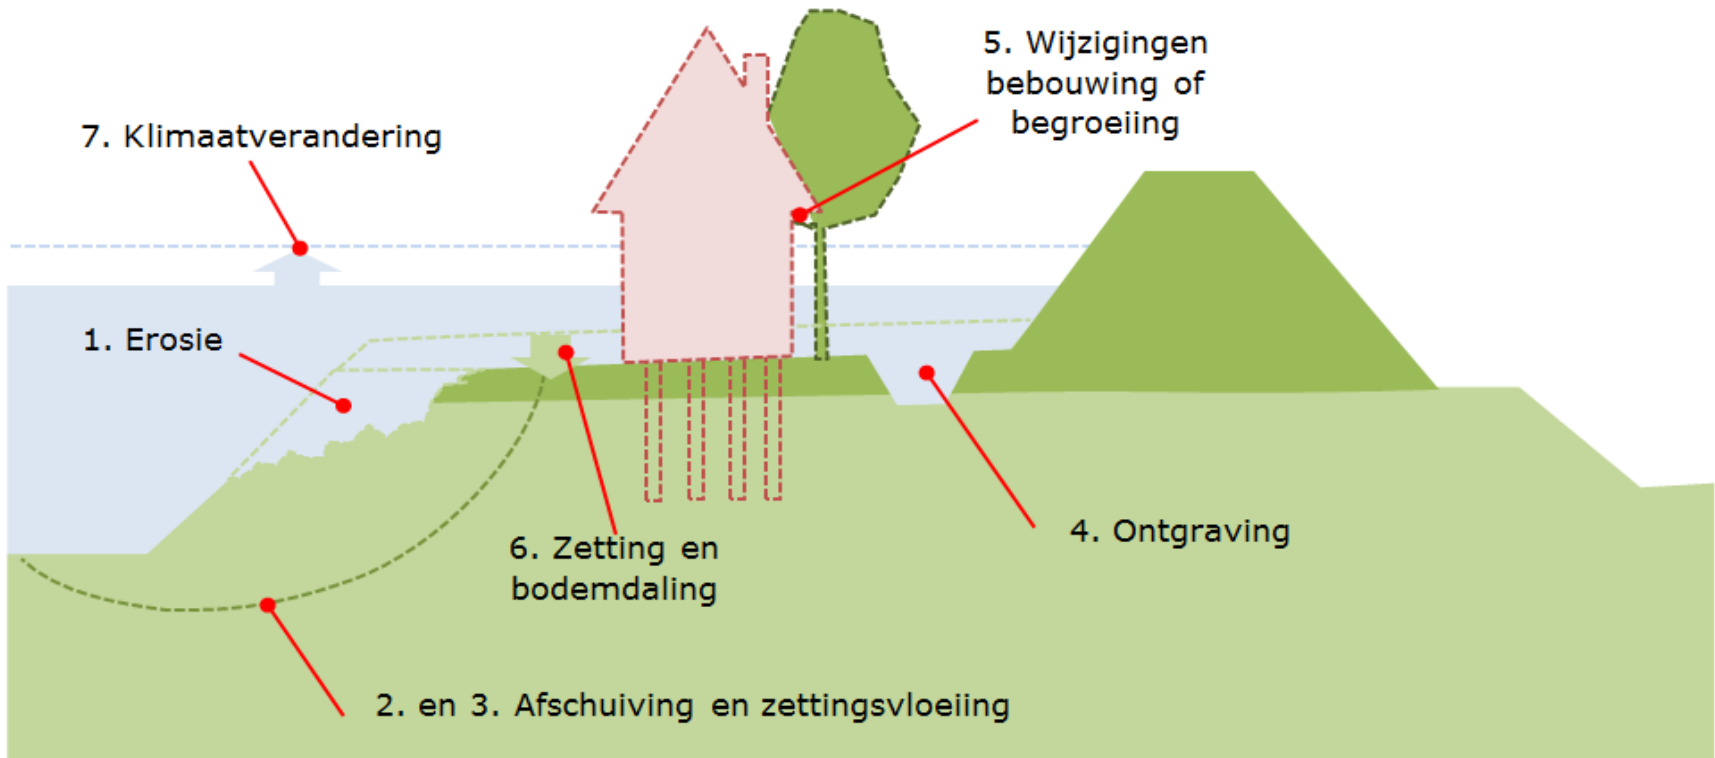 5. Wijzigingen
bebouwing of
begroeiing
7. Klimaatverandering
1. Erosie
4. Ontgraving
6. Zetting en
bodemdaling
2. en 3. Afschuiving en zettingsvloeiing